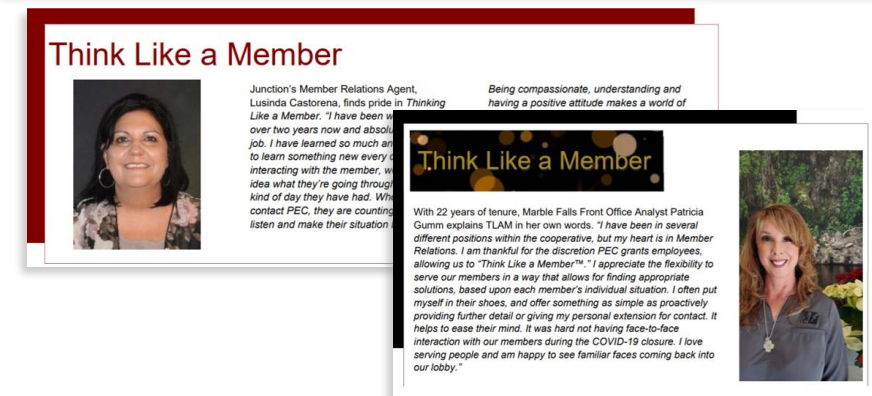 Think Like a Member
Junction’s Member Relations Agent,
Lusinda Castorena, finds pride in Thinking
Like a Member. “I have been
over two years now and
job. I have learned so much
to learn something new every
interacting with the member,
idea what they’re going through
kind of day they have had.
contact PEC, they are counting
listen and make their situation
Being compassionate, understanding and
having a positive attitude makes a world of
Think Like a Member
With 22 years of tenure, Marble Falls Front Office Analyst Patricia
Gumm explains TLAM in her own words. “I have been in several
different positions within the cooperative, but my heart is in Member
Relations. I am thankful for the discretion PEC grants employees,
allowing us to “Think Like a Member™.” I appreciate the flexibility to
serve our members in a way that allows for finding appropriate
solutions, based upon each member’s individual situation. I often put
myself in their shoes, and offer something as simple as proactively
providing further detail or giving my personal extension for contact. It
helps to ease their mind. It was hard not having face-to-face
interaction with our members during the COVID-19 closure. I love
serving people and am happy to see familiar faces coming back into
our lobby.”